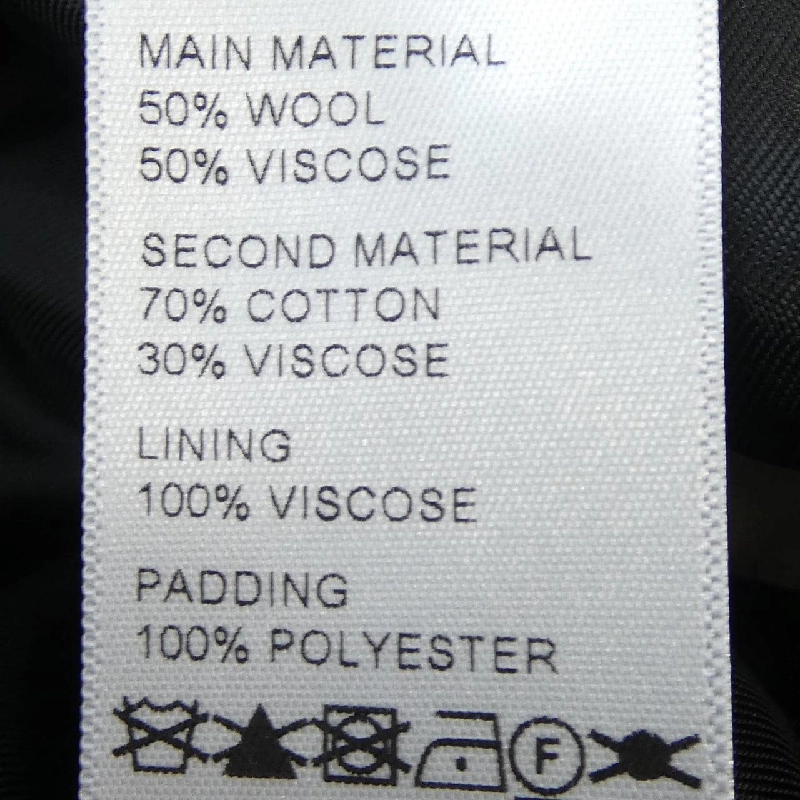 MAIN MATERIAL
50% WOOL
50% VISCOSE
SECOND MATERIAL
70% COTTON
30% VISCOSE
LINING
100% VISCOSE
PADDING
100% POLYESTER
F